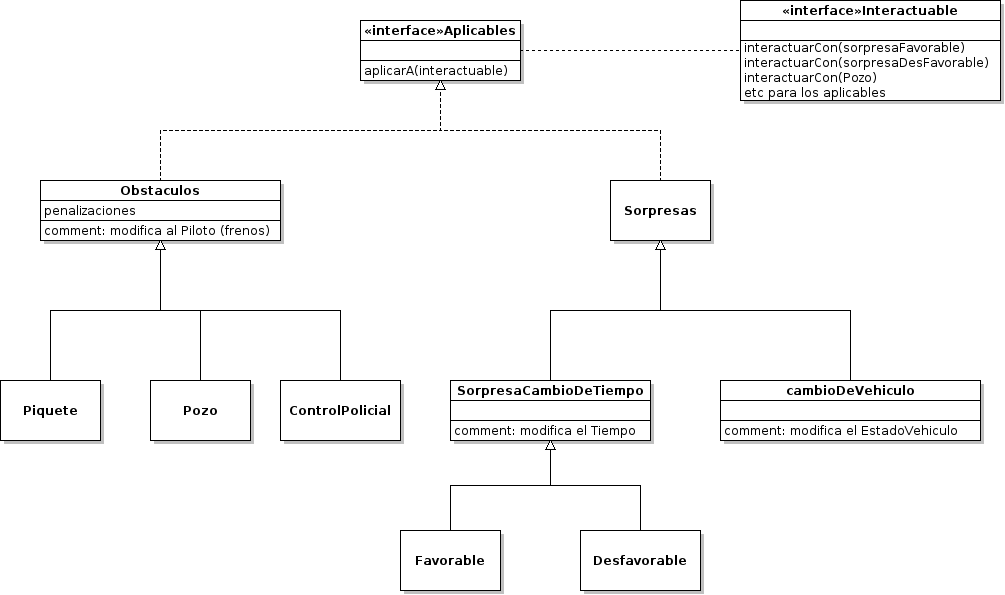 «interface»Interactuable
interactuarCon(sorpresaFavorable)
interactuarCon(sorpresaDesFavorable)
interactuarCon(Pozo)
etc para los aplicables
«interface»Aplicables
aplicarA(interactuable)
Obstaculos
penalizaciones
comment: modifica al Piloto (frenos)
Sorpresas
Piquete
Pozo
ControlPolicial
SorpresaCambioDeTiempo
comment: modifica el Tiempo
cambioDeVehiculo
comment: modifica el EstadoVehiculo
Favorable
Desfavorable